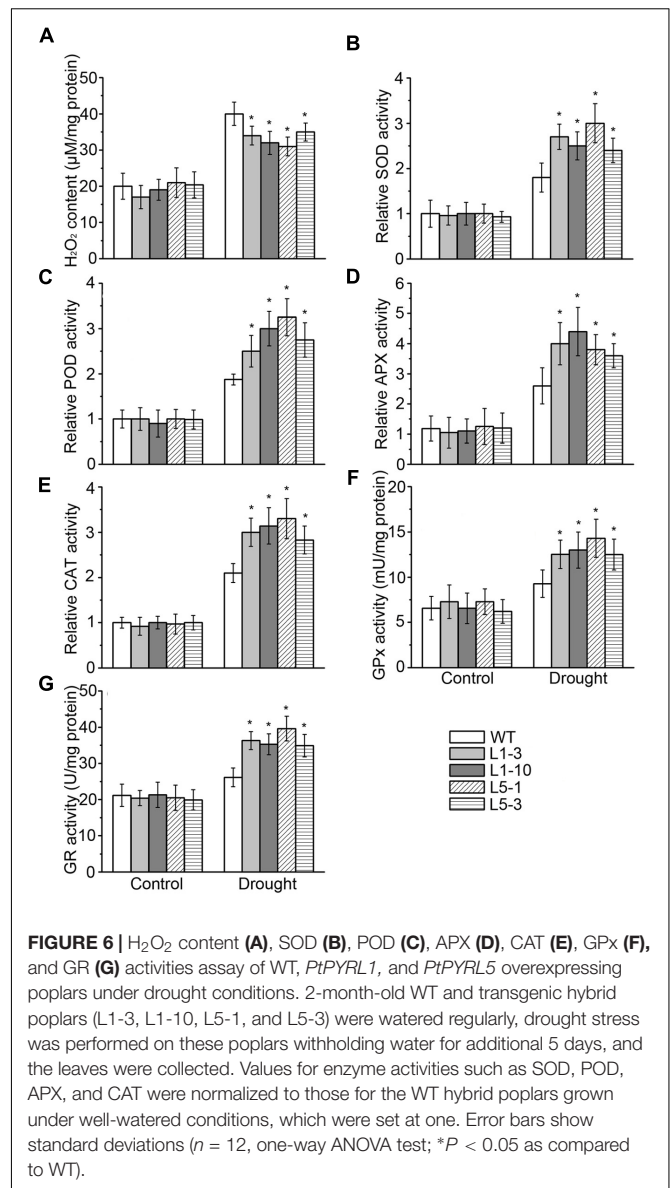 A
H₂O₂ content (µM/mg protein)
50
40
30
20
10
0
* * * *
B
Relative SOD activity
4
3
2
1
0
* * * *
C
Relative POD activity
4
3
2
1
0
* * * *
D
Relative APX activity
6
5
4
3
2
1
0
* * * *
E
Relative CAT activity
4
3
2
1
0
* * * *
F
GPx activity (mU/mg protein)
20
15
10
5
0
* * * *
Control Drought
G
GR activity (U/mg protein)
50
40
30
20
10
0
* * * *
Control Drought
WT
L1-3
L1-10
L5-1
L5-3
FIGURE 6 | H₂O₂ content (A), SOD (B), POD (C), APX (D), CAT (E), GPx (F),
and GR (G) activities assay of WT, PtPYRL1, and PtPYRL5 overexpressing
poplars under drought conditions. 2-month-old WT and transgenic hybrid
poplars (L1-3, L1-10, L5-1, and L5-3) were watered regularly, drought stress
was performed on these poplars withholding water for additional 5 days, and
the leaves were collected. Values for enzyme activities such as SOD, POD,
APX, and CAT were normalized to those for the WT hybrid poplars grown
under well-watered conditions, which were set at one. Error bars show
standard deviations (n = 12, one-way ANOVA test; *P < 0.05 as compared
to WT).